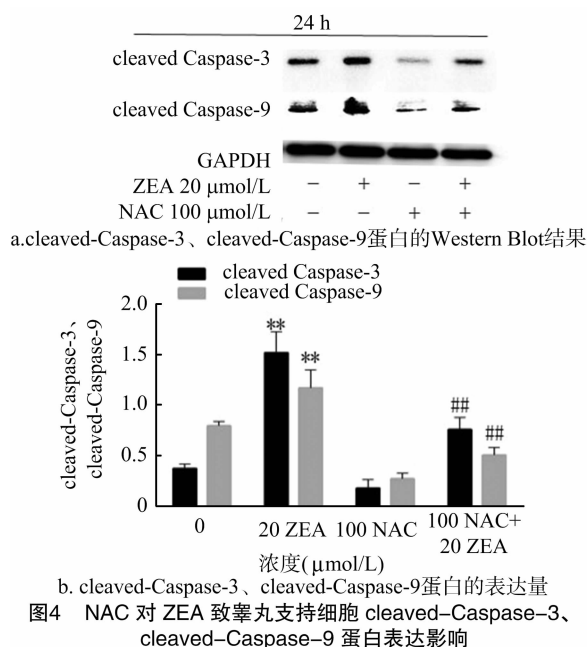 24 h
cleaved Caspase-3
cleaved Caspase-9
GAPDH
ZEA 20 μmol/L − + − +
NAC 100 μmol/L − − + +
a.cleaved-Caspase-3、cleaved-Caspase-9蛋白的Western Blot结果
cleaved Caspase-3
cleaved Caspase-9
cleaved-Caspase-3、
cleaved-Caspase-9
2.0
1.5
1.0
0.5
0
**
**
##
##
0 20 ZEA 100 NAC 100 NAC+
20 ZEA
浓度(μmol/L)
b. cleaved-Caspase-3、cleaved-Caspase-9蛋白的表达量
图4 NAC 对 ZEA 致睾丸支持细胞 cleaved-Caspase-3、
cleaved-Caspase-9 蛋白表达影响